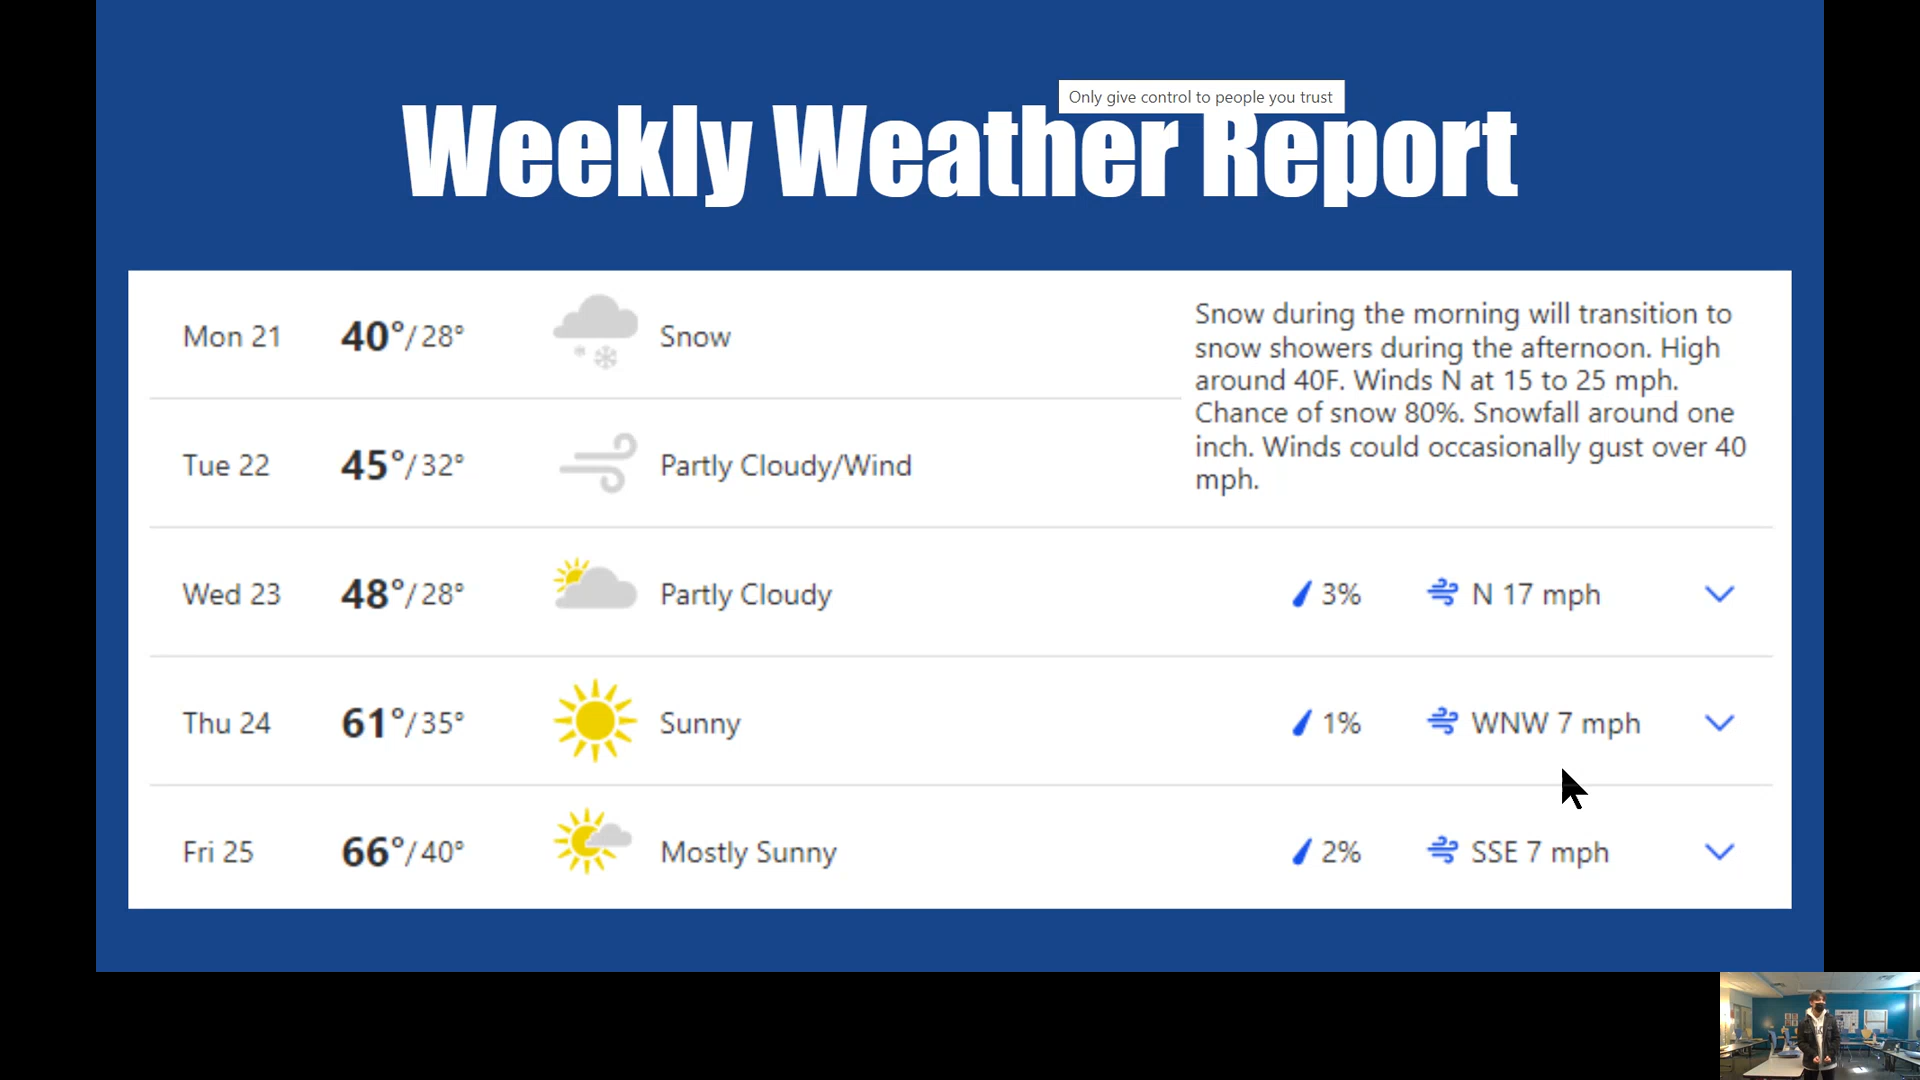 Only give control to people you trust
Weekly Weather Report
Mon 21 40°/28° Snow
Snow during the morning will transition to
snow showers during the afternoon. High
around 40F. Winds N at 15 to 25 mph.
Chance of snow 80%. Snowfall around one
inch. Winds could occasionally gust over 40
mph.
Tue 22 45°/32° Partly Cloudy/Wind
Wed 23 48°/28° Partly Cloudy 3% N 17 mph
Thu 24 61°/35° Sunny 1% WNW 7 mph
Fri 25 66°/40° Mostly Sunny 2% SSE 7 mph